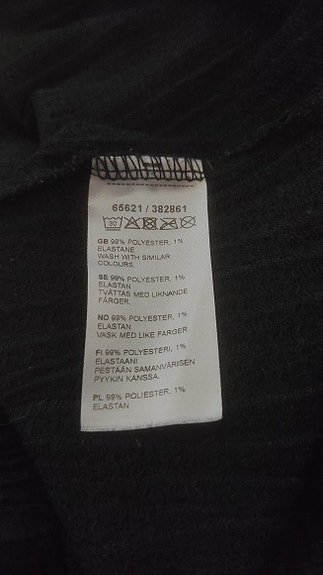 65621 / 382861
30
GB 99% POLYESTER, 1%
ELASTANE
WASH WITH SIMILAR
COLOURS.
SE 99% POLYESTER, 1%
ELASTAN
TVÄTTAS MED LIKNANDE
FÄRGER.
NO 99% POLYESTER, 1%
ELASTAN
VASK MED LIKE FARGER
FI 99% POLYESTERI, 1%
ELASTAANI
PESTÄÄN SAMANVÄRISEN
PYYKIN KANSSA.
PL 99% POLIESTER, 1%
ELASTAN